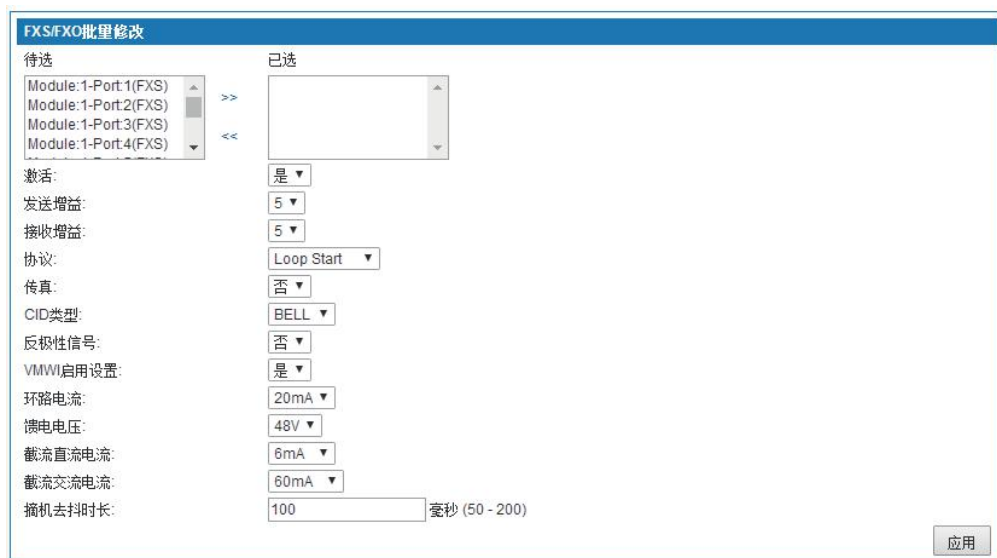 FXS/FXO批里修改
待选 已选
Module:1-Port:1(FXS)
Module:1-Port:2(FXS)
Module:1-Port:3(FXS)
Module:1-Port:4(FXS)
>>
<<
激活: 是
发送增益: 5
接收增益: 5
协议: Loop Start
传真: 否
CID类型: BELL
反极性信号: 否
VMWI启用设置: 是
环路电流: 20mA
馈电电压: 48V
截流直流电流: 6mA
截流交流电流: 60mA
摘机去抖时长: 100 毫秒 (50 - 200)
应用